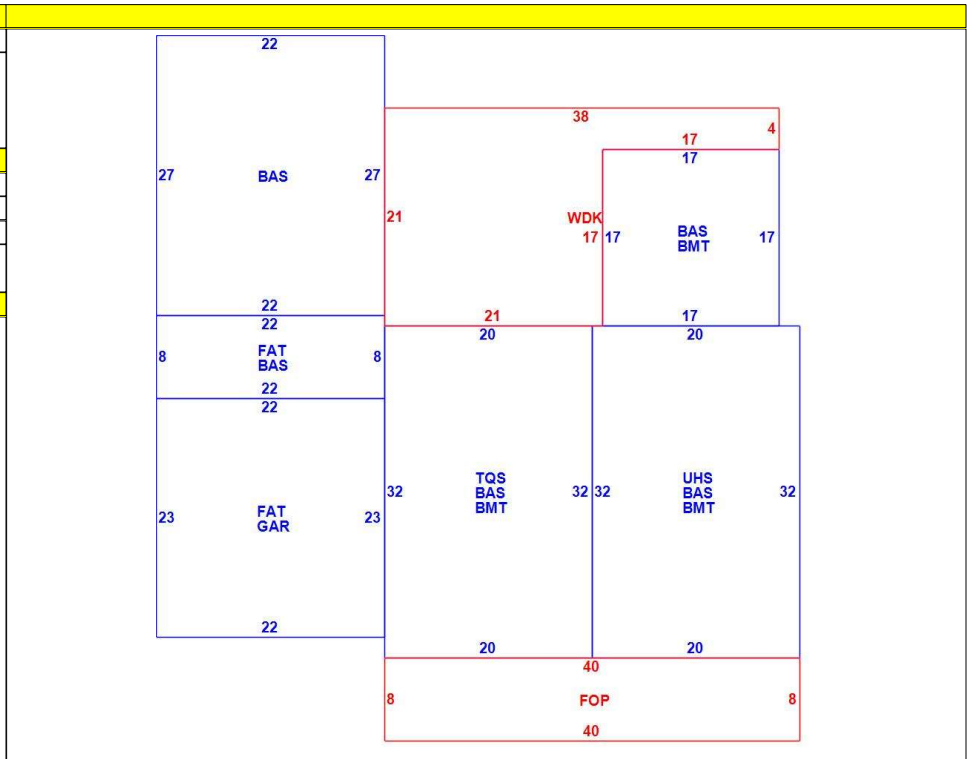 22
38
4
17
17
27 BAS 27
21
WDK
17 17
BAS
BMT
17
22
22
21
17
20
20
8
FAT
BAS
8
22
22
32
TQS
BAS
BMT
32 32
UHS
BAS
BMT
32
23
FAT
GAR
23
22
20
20
40
8 FOP 8
40